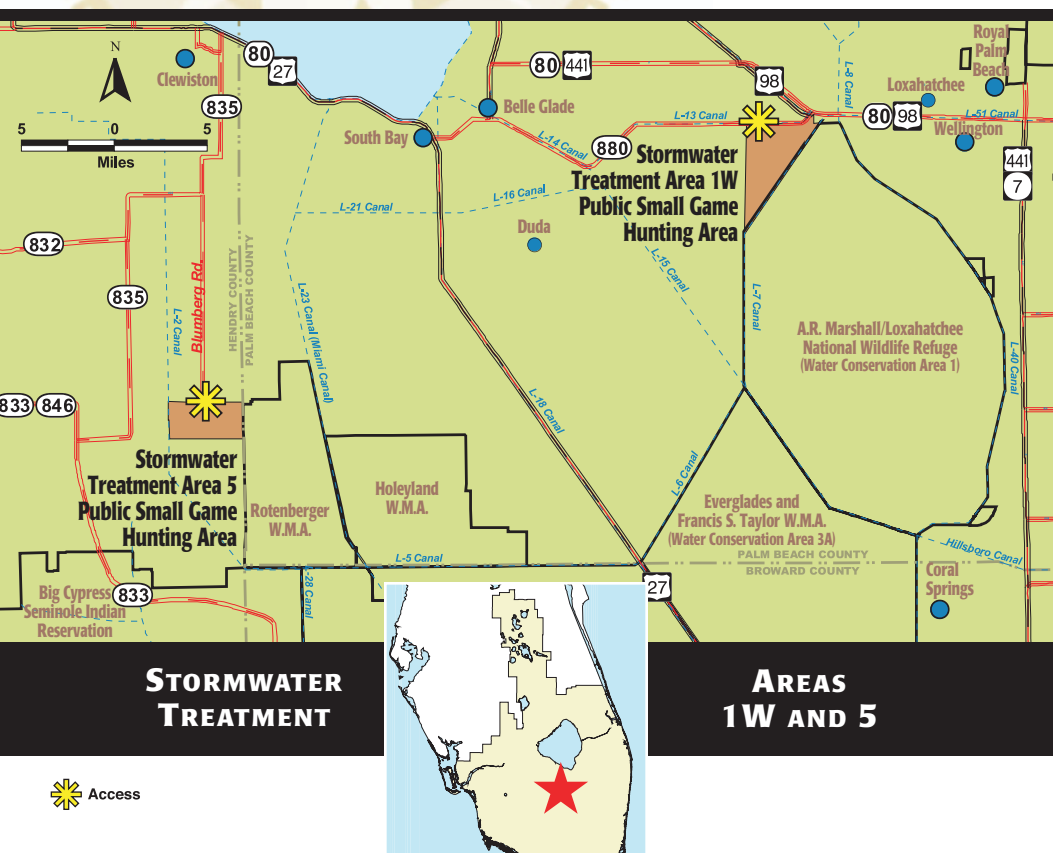 Royal
Palm
Beach
80
27
N
Clewiston
80 441
98
L-8 Canal
Loxahatchee
835
Belle Glade
5 0 5
Miles
L-13 Canal
80 98
L-51 Canal
South Bay
L-14 Canal
880
Wellington
441
7
Stormwater
Treatment Area 1W
Public Small Game
Hunting Area
L-16 Canal
L-21 Canal
Duda
832
835
HENDRY COUNTY
PALM BEACH COUNTY
Blumberg Rd.
L-2 Canal
L-23 Canal (Miami Canal)
L-15 Canal
L-7 Canal
A.R. Marshall/Loxahatchee
National Wildlife Refuge
(Water Conservation Area 1)
L-40 Canal
833 846
L-18 Canal
Stormwater
Treatment Area 5
Public Small Game
Hunting Area
Rotenberger
W.M.A.
Holeyland
W.M.A.
L-6 Canal
Everglades and
Francis S. Taylor W.M.A.
(Water Conservation Area 3A)
PALM BEACH COUNTY
BROWARD COUNTY
Hillsboro Canal
L-5 Canal
L-28 Canal
27
Coral
Springs
Big Cypress
Seminole Indian
Reservation
833
STORMWATER
TREATMENT
AREAS
1W AND 5
Access